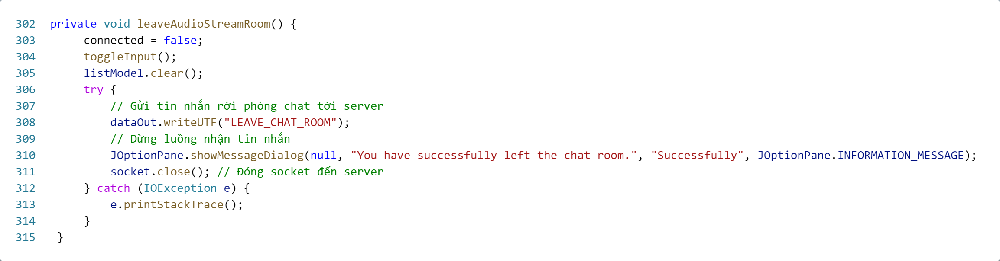 302 private void leaveAudioStreamRoom() {
303     connected = false;
304     toggleInput();
305     listModel.clear();
306     try {
307         // Gửi tin nhắn rời phòng chat tới server
308         dataOut.writeUTF("LEAVE_CHAT_ROOM");
309         // Dừng luồng nhận tin nhắn
310         JOptionPane.showMessageDialog(null, "You have successfully left the chat room.", "Successfully", JOptionPane.INFORMATION_MESSAGE);
311         socket.close(); // Đóng socket đến server
312     } catch (IOException e) {
313         e.printStackTrace();
314     }
315 }